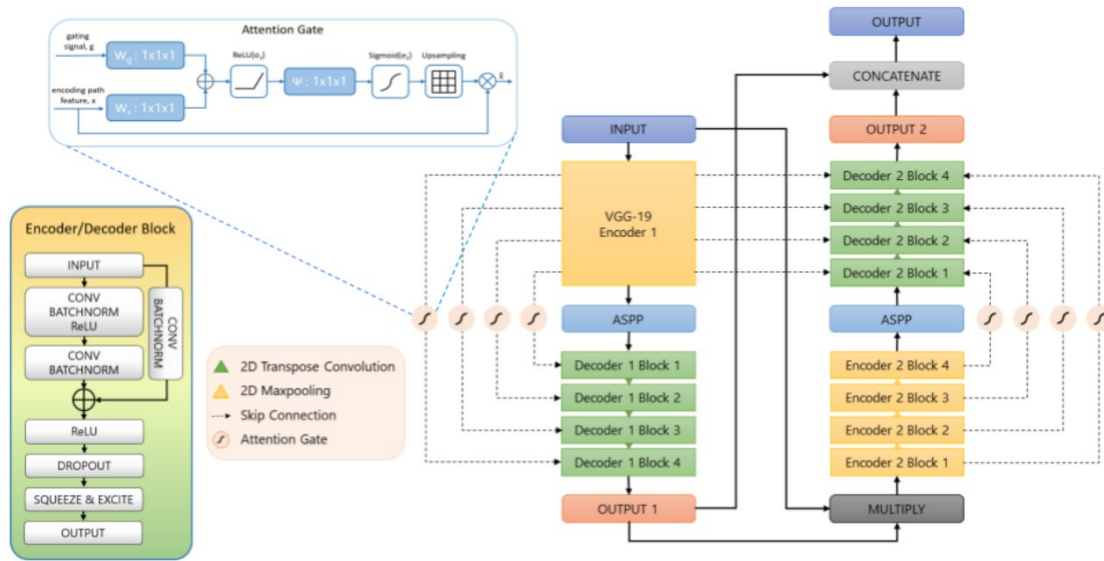 Attention Gate
gating
signal, g
Wg : 1x1x1
encoding path
feature, x
Wx : 1x1x1
ReLU(σ1)
Ψ : 1x1x1
Sigmoid(σ2)
Upsampling
Encoder/Decoder Block
INPUT
CONV
BATCHNORM
ReLU
CONV
BATCHNORM
CONV
BATCHNORM
ReLU
DROPOUT
SQUEEZE & EXCITE
OUTPUT
2D Transpose Convolution
2D Maxpooling
Skip Connection
Attention Gate
INPUT
VGG-19
Encoder 1
ASPP
Decoder 1 Block 1
Decoder 1 Block 2
Decoder 1 Block 3
Decoder 1 Block 4
OUTPUT 1
OUTPUT
CONCATENATE
OUTPUT 2
Decoder 2 Block 4
Decoder 2 Block 3
Decoder 2 Block 2
Decoder 2 Block 1
ASPP
Encoder 2 Block 4
Encoder 2 Block 3
Encoder 2 Block 2
Encoder 2 Block 1
MULTIPLY